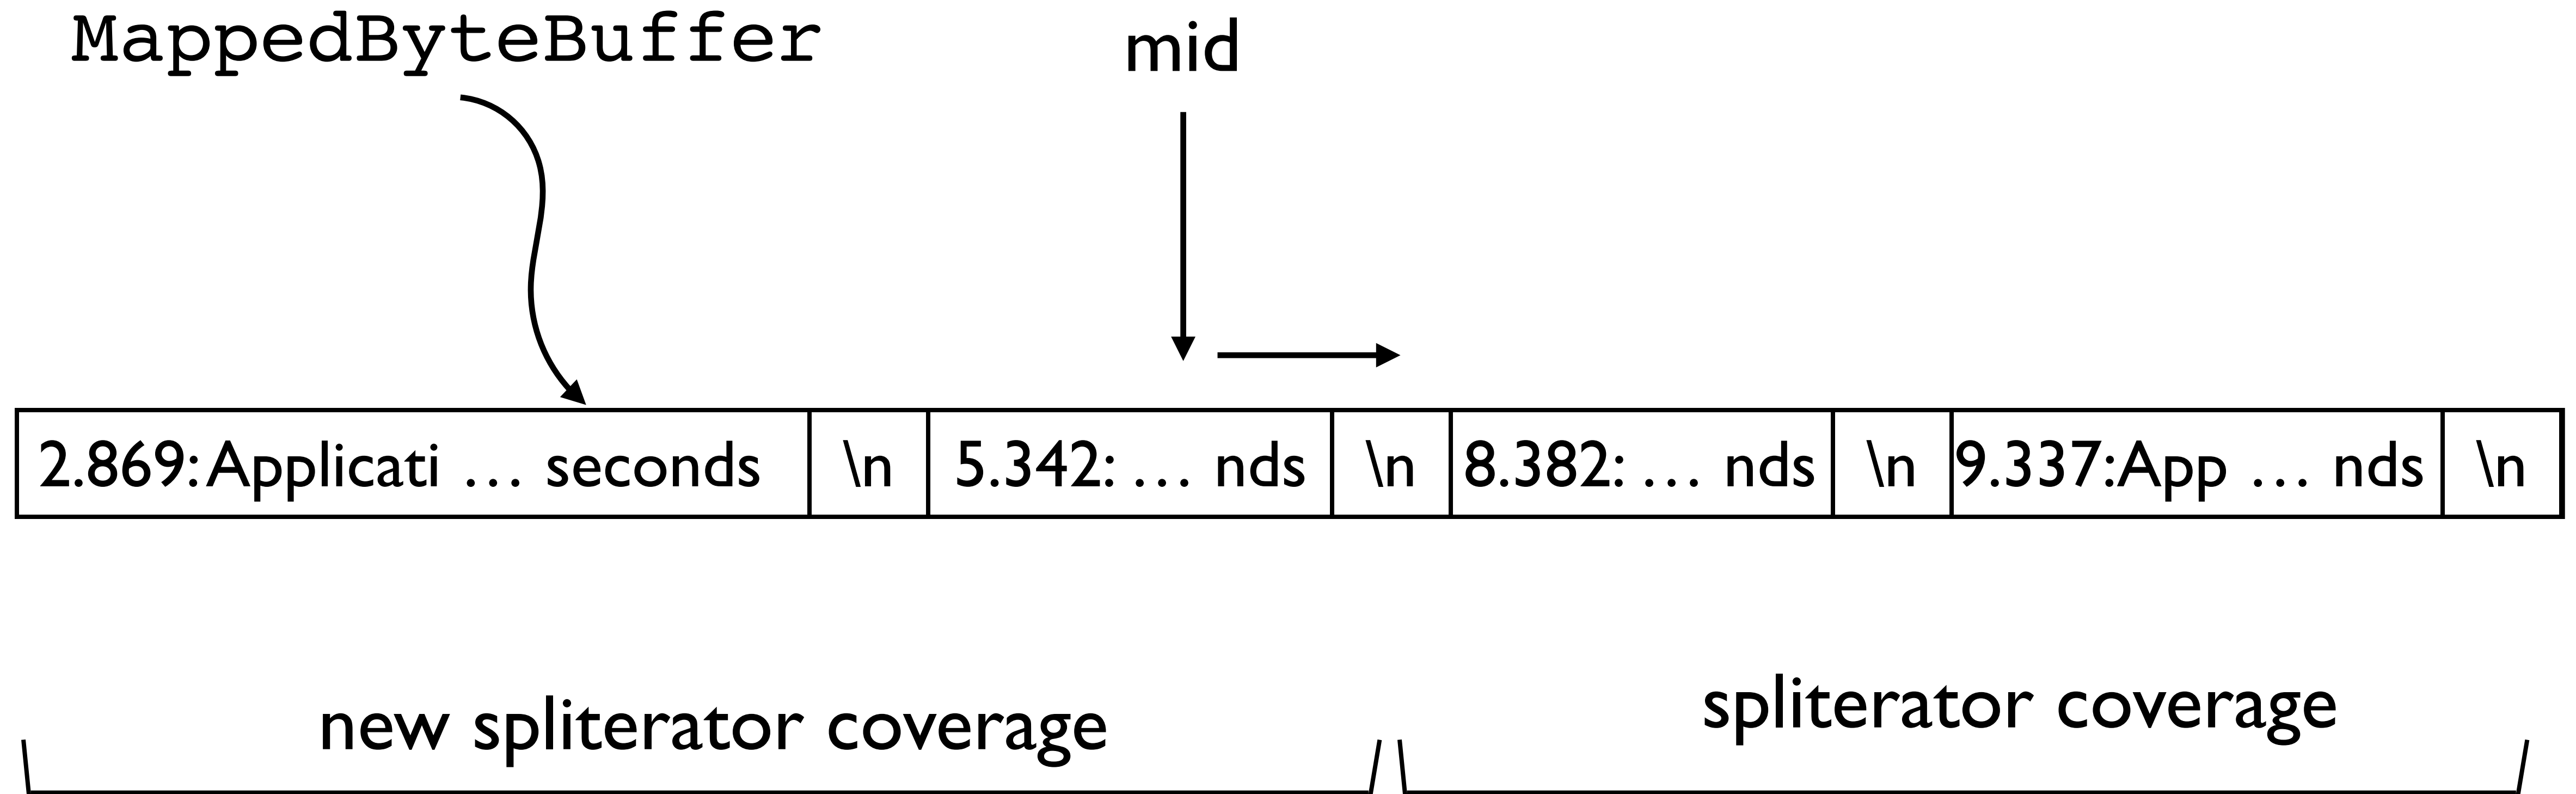 MappedByteBuffer mid
2.869:Applicati … seconds \n 5.342: … nds \n 8.382: … nds \n 9.337:App … nds \n
new spliterator coverage spliterator coverage